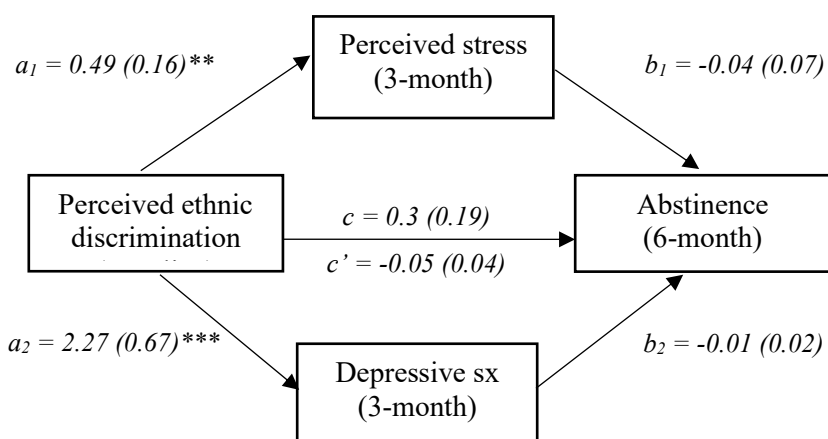 Perceived stress
(3-month)
a₁ = 0.49 (0.16)**
b₁ = -0.04 (0.07)
Perceived ethnic
discrimination
c = 0.3 (0.19)
c’ = -0.05 (0.04)
Abstinence
(6-month)
a₂ = 2.27 (0.67)***
b₂ = -0.01 (0.02)
Depressive sx
(3-month)